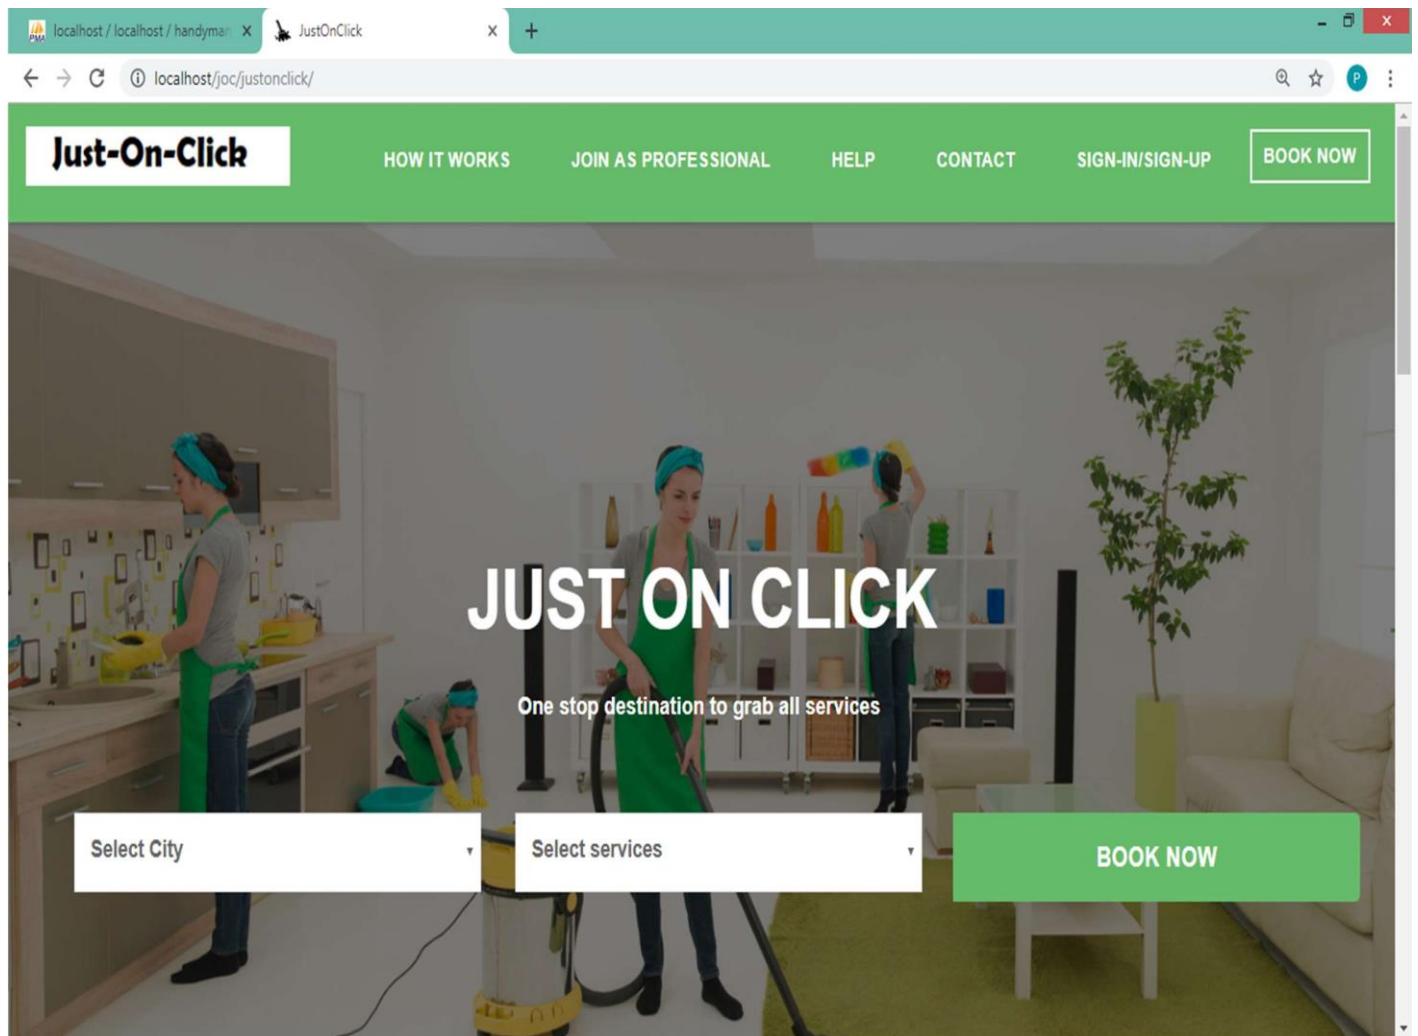 localhost / localhost / handyman
JustOnClick
localhost/joc/justonclick/
P
Just-On-Click
HOW IT WORKS
JOIN AS PROFESSIONAL
HELP
CONTACT
SIGN-IN/SIGN-UP
BOOK NOW
JUST ON CLICK
One stop destination to grab all services
Select City
Select services
BOOK NOW